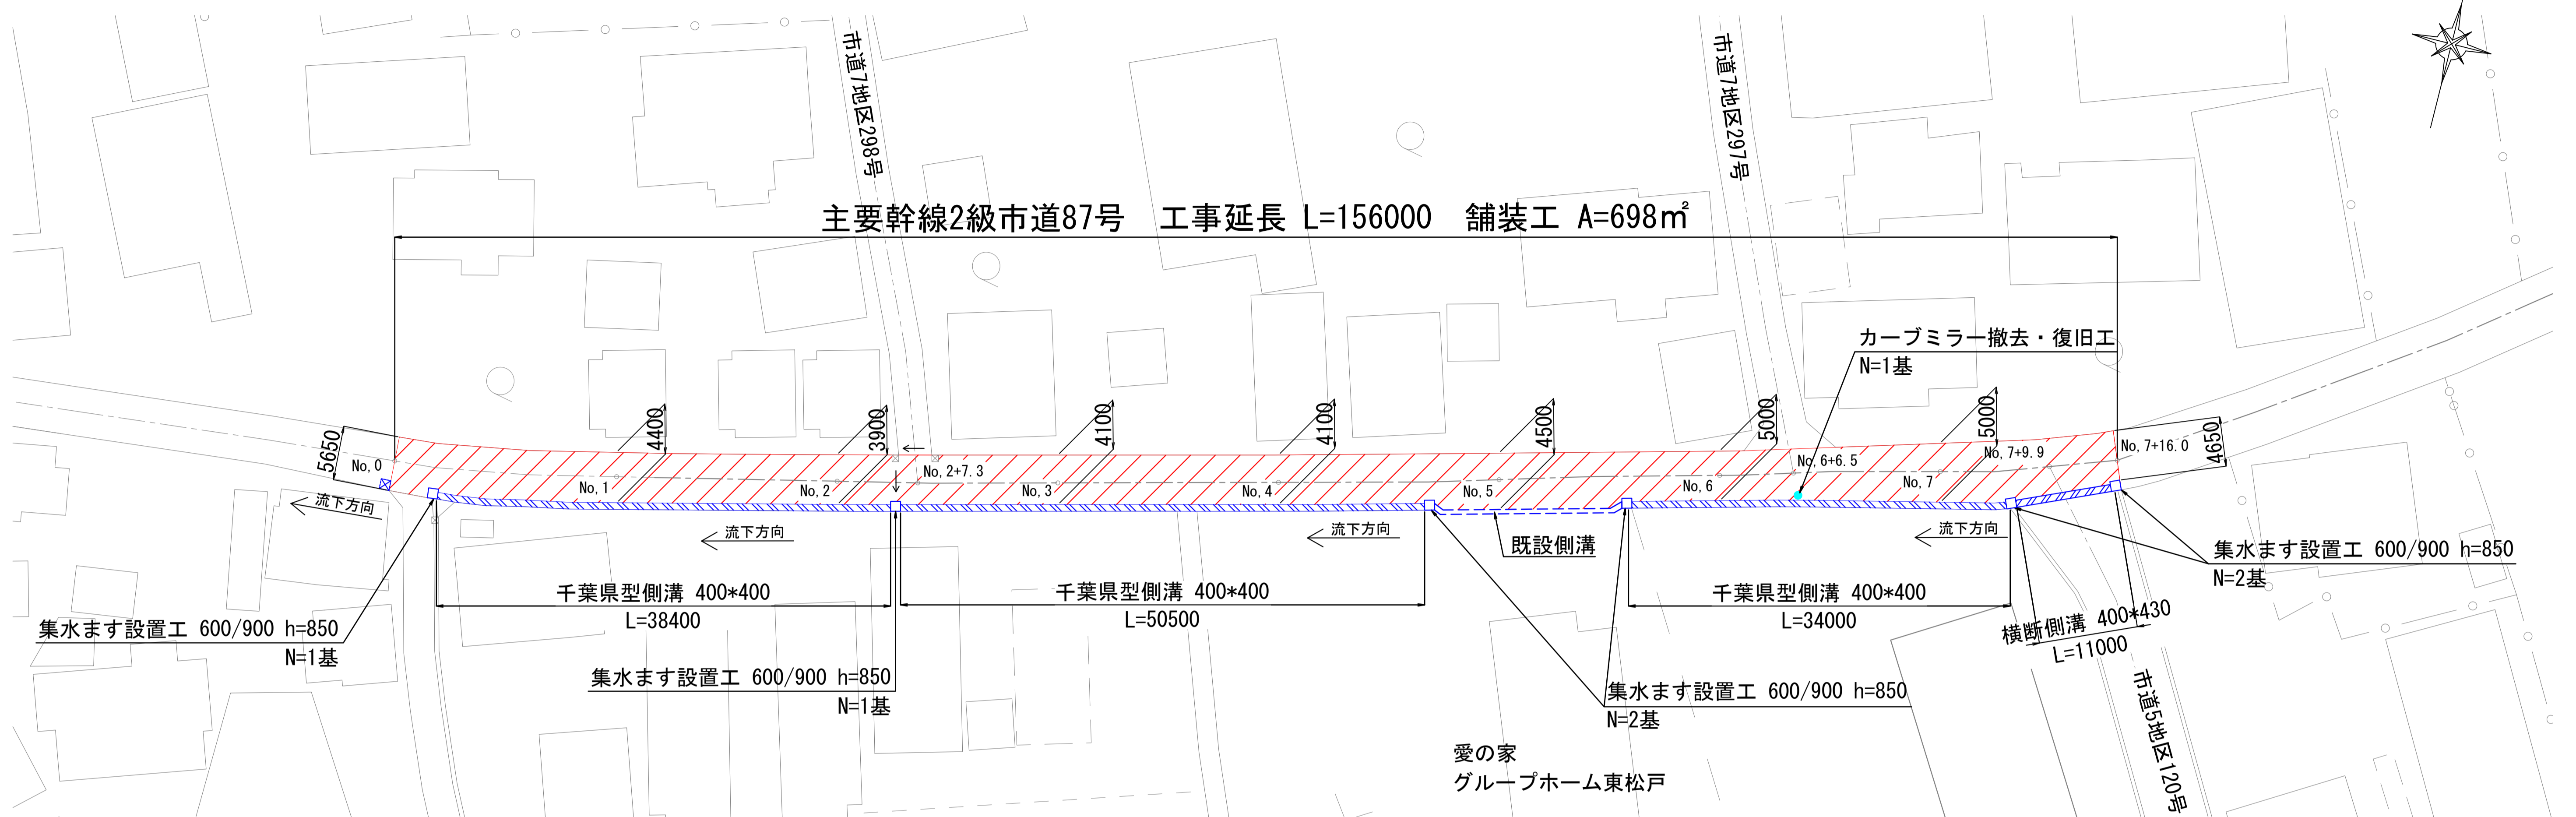 市道7地区298号
市道7地区297号
主要幹線2級市道87号　工事延長 L=156000　舗装工 A=698㎡
カーブミラー撤去・復旧工
N=1基
5650
4400
3900
4100
4100
4500
5000
5000
4650
No,0
No,1
No,2
No,2+7.3
No,3
No,4
No,5
No,6
No,6+6.5
No,7
No,7+9.9
No,7+16.0
流下方向
流下方向
流下方向
流下方向
既設側溝
千葉県型側溝 400*400
L=38400
千葉県型側溝 400*400
L=50500
千葉県型側溝 400*400
L=34000
横断側溝 400*430
L=11000
集水ます設置工 600/900 h=850
N=1基
集水ます設置工 600/900 h=850
N=1基
集水ます設置工 600/900 h=850
N=2基
集水ます設置工 600/900 h=850
N=2基
市道5地区120号
愛の家
グループホーム東松戸